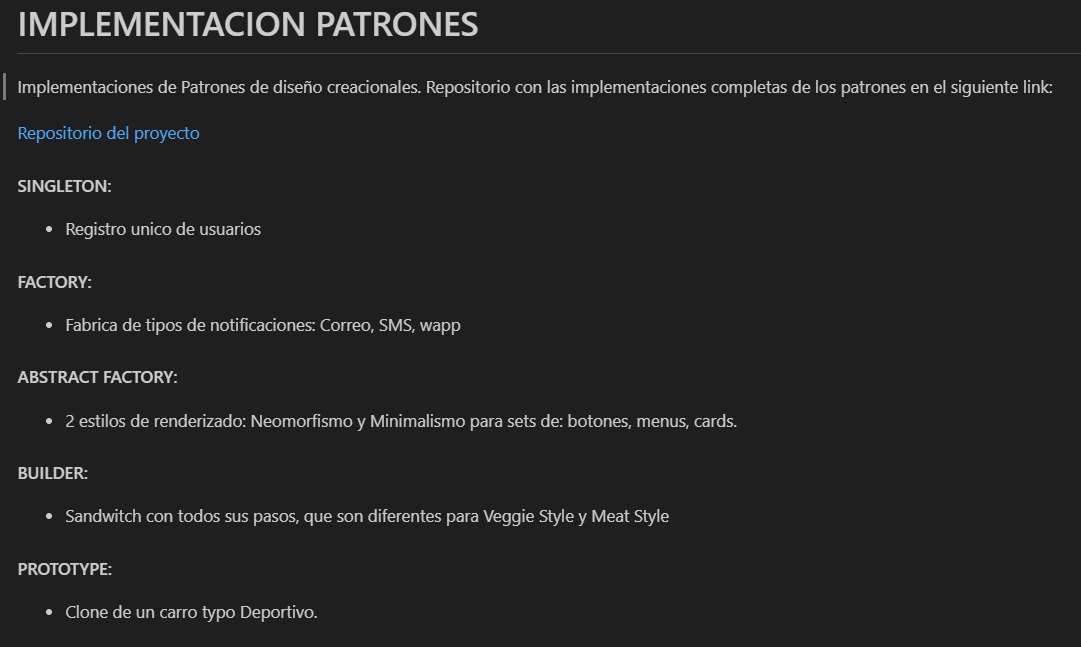 IMPLEMENTACION PATRONES
Implementaciones de Patrones de diseño creacionales. Repositorio con las implementaciones completas de los patrones en el siguiente link:
Repositorio del proyecto
SINGLETON:
• Registro unico de usuarios
FACTORY:
• Fabrica de tipos de notificaciones: Correo, SMS, wapp
ABSTRACT FACTORY:
• 2 estilos de renderizado: Neomorfismo y Minimalismo para sets de: botones, menus, cards.
BUILDER:
• Sandwitch con todos sus pasos, que son diferentes para Veggie Style y Meat Style
PROTOTYPE:
• Clone de un carro typo Deportivo.